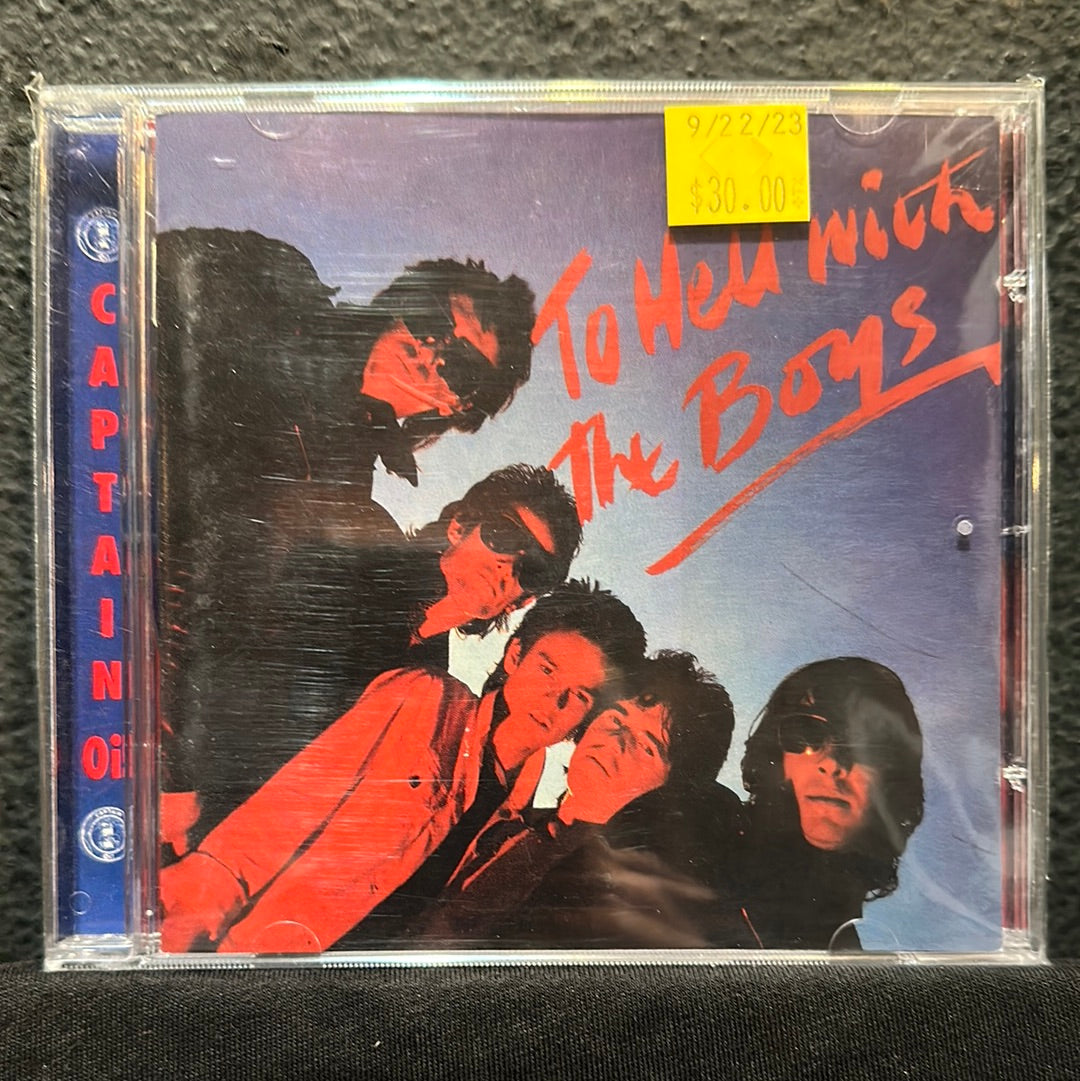 9/22/23
$30.00
To Hell with
The Boys
CAPTAIN
Oi